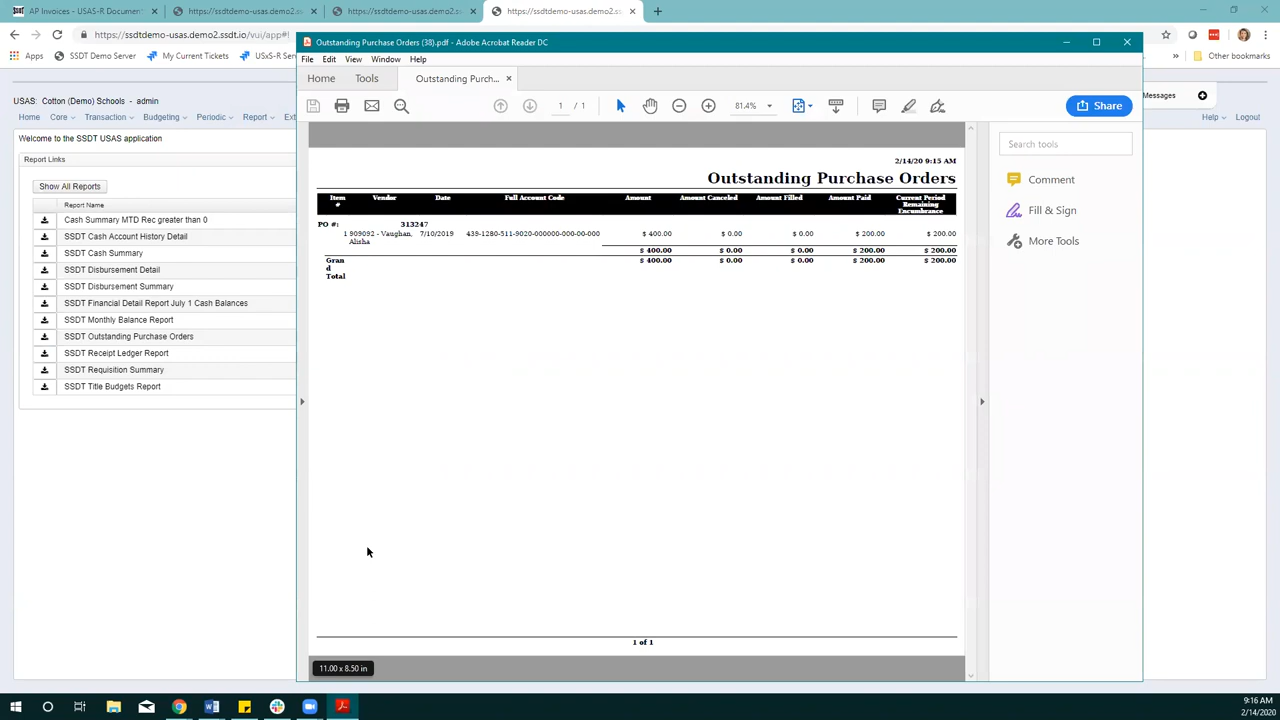 AP Invoices - USAS-R Document
https://ssdtdemo-usas.demo2.ss
https://ssdtdemo-usas.demo2.ss
https://ssdtdemo-usas.demo2.ssd
https://ssdtdemo-usas.demo2.ssdt.io/vui/app#
Apps
SSDT Demo Server
My Current Tickets
USxS-R Se
»
Other bookmarks
Outstanding Purchase Orders (38).pdf - Adobe Acrobat Reader DC
File Edit View Window Help
Home Tools Outstanding Purch...
1 / 1
81.4%
Share
USAS: Cotton (Demo) Schools - admin
Messages
Home Core Transaction Budgeting Periodic Report Ext
Help Logout
Welcome to the SSDT USAS application
Report Links
Show All Reports
Report Name
Cash Summary MTD Rec greater than 0
SSDT Cash Account History Detail
SSDT Cash Summary
SSDT Disbursement Detail
SSDT Disbursement Summary
SSDT Financial Detail Report July 1 Cash Balances
SSDT Monthly Balance Report
SSDT Outstanding Purchase Orders
SSDT Receipt Ledger Report
SSDT Requisition Summary
SSDT Title Budgets Report
2/14/20 9:15 AM
Outstanding Purchase Orders
Item # Vendor Date Full Account Code Amount Amount Canceled Amount Filled Amount Paid Current Period Remaining Encumbrance
PO #: 313247
1 909092 - Vaughan, 7/10/2019 439-1280-511-9020-000000-000-00-000 $ 400.00 $ 0.00 $ 0.00 $ 200.00 $ 200.00
Alisha
$ 400.00 $ 0.00 $ 0.00 $ 200.00 $ 200.00
Gran $ 400.00 $ 0.00 $ 0.00 $ 200.00 $ 200.00
d
Total
1 of 1
11.00 x 8.50 in
Search tools
Comment
Fill & Sign
More Tools
9:16 AM
2/14/2020